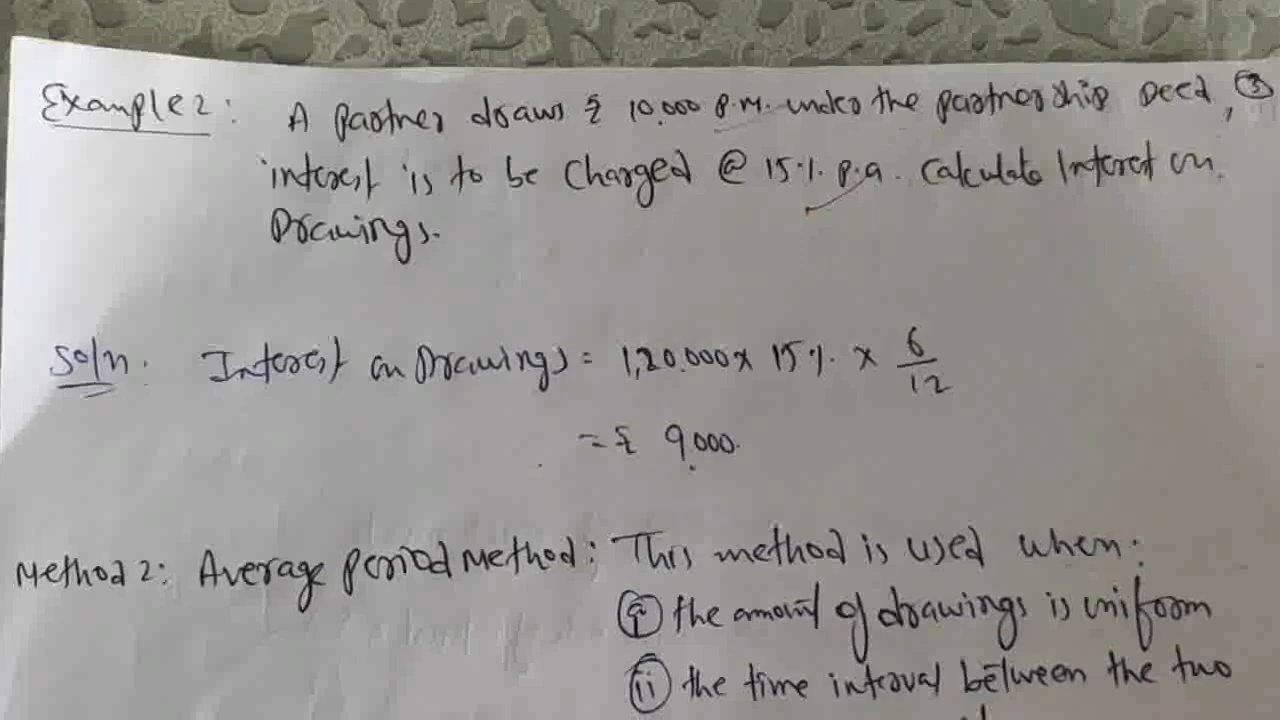 Example 2: A partner draws ₹ 10,000 P.M. under the partnership Deed, ③
interest is to be charged @ 15% p.a. Calculate Interest on
Drawings.
Soln. Interest on Drawings = 1,20,000 x 15% x 6/12
= ₹ 9,000.
Method 2: Average period Method: This method is used when:
(i) the amount of drawings is uniform
(ii) the time interval between the two